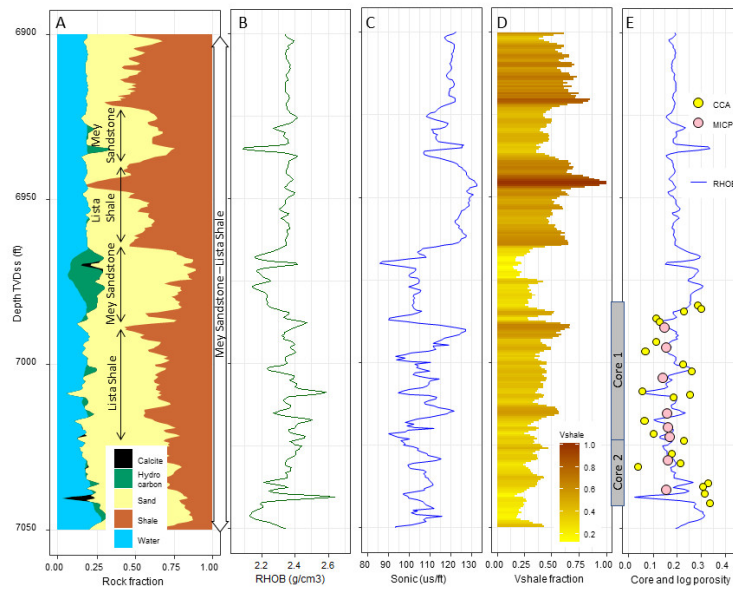 A
B
C
D
E
6900
6950
7000
7050
Depth TVDss (ft)
Mey
Sandstone
Lista
Shale
Mey Sandstone
Lista Shale
Mey Sandstone – Lista Shale
Calcite
Hydro
carbon
Sand
Shale
Water
0.00 0.25 0.50 0.75 1.00
Rock fraction
2.2 2.4 2.6
RHOB (g/cm3)
80 90 100 110 120 130
Sonic (us/ft)
Vshale
1.0
0.8
0.6
0.4
0.2
0.00 0.25 0.50 0.75 1.00
Vshale fraction
Core 1
Core 2
CCA
MICP
RHOB
0.0 0.1 0.2 0.3 0.4
Core and log porosity